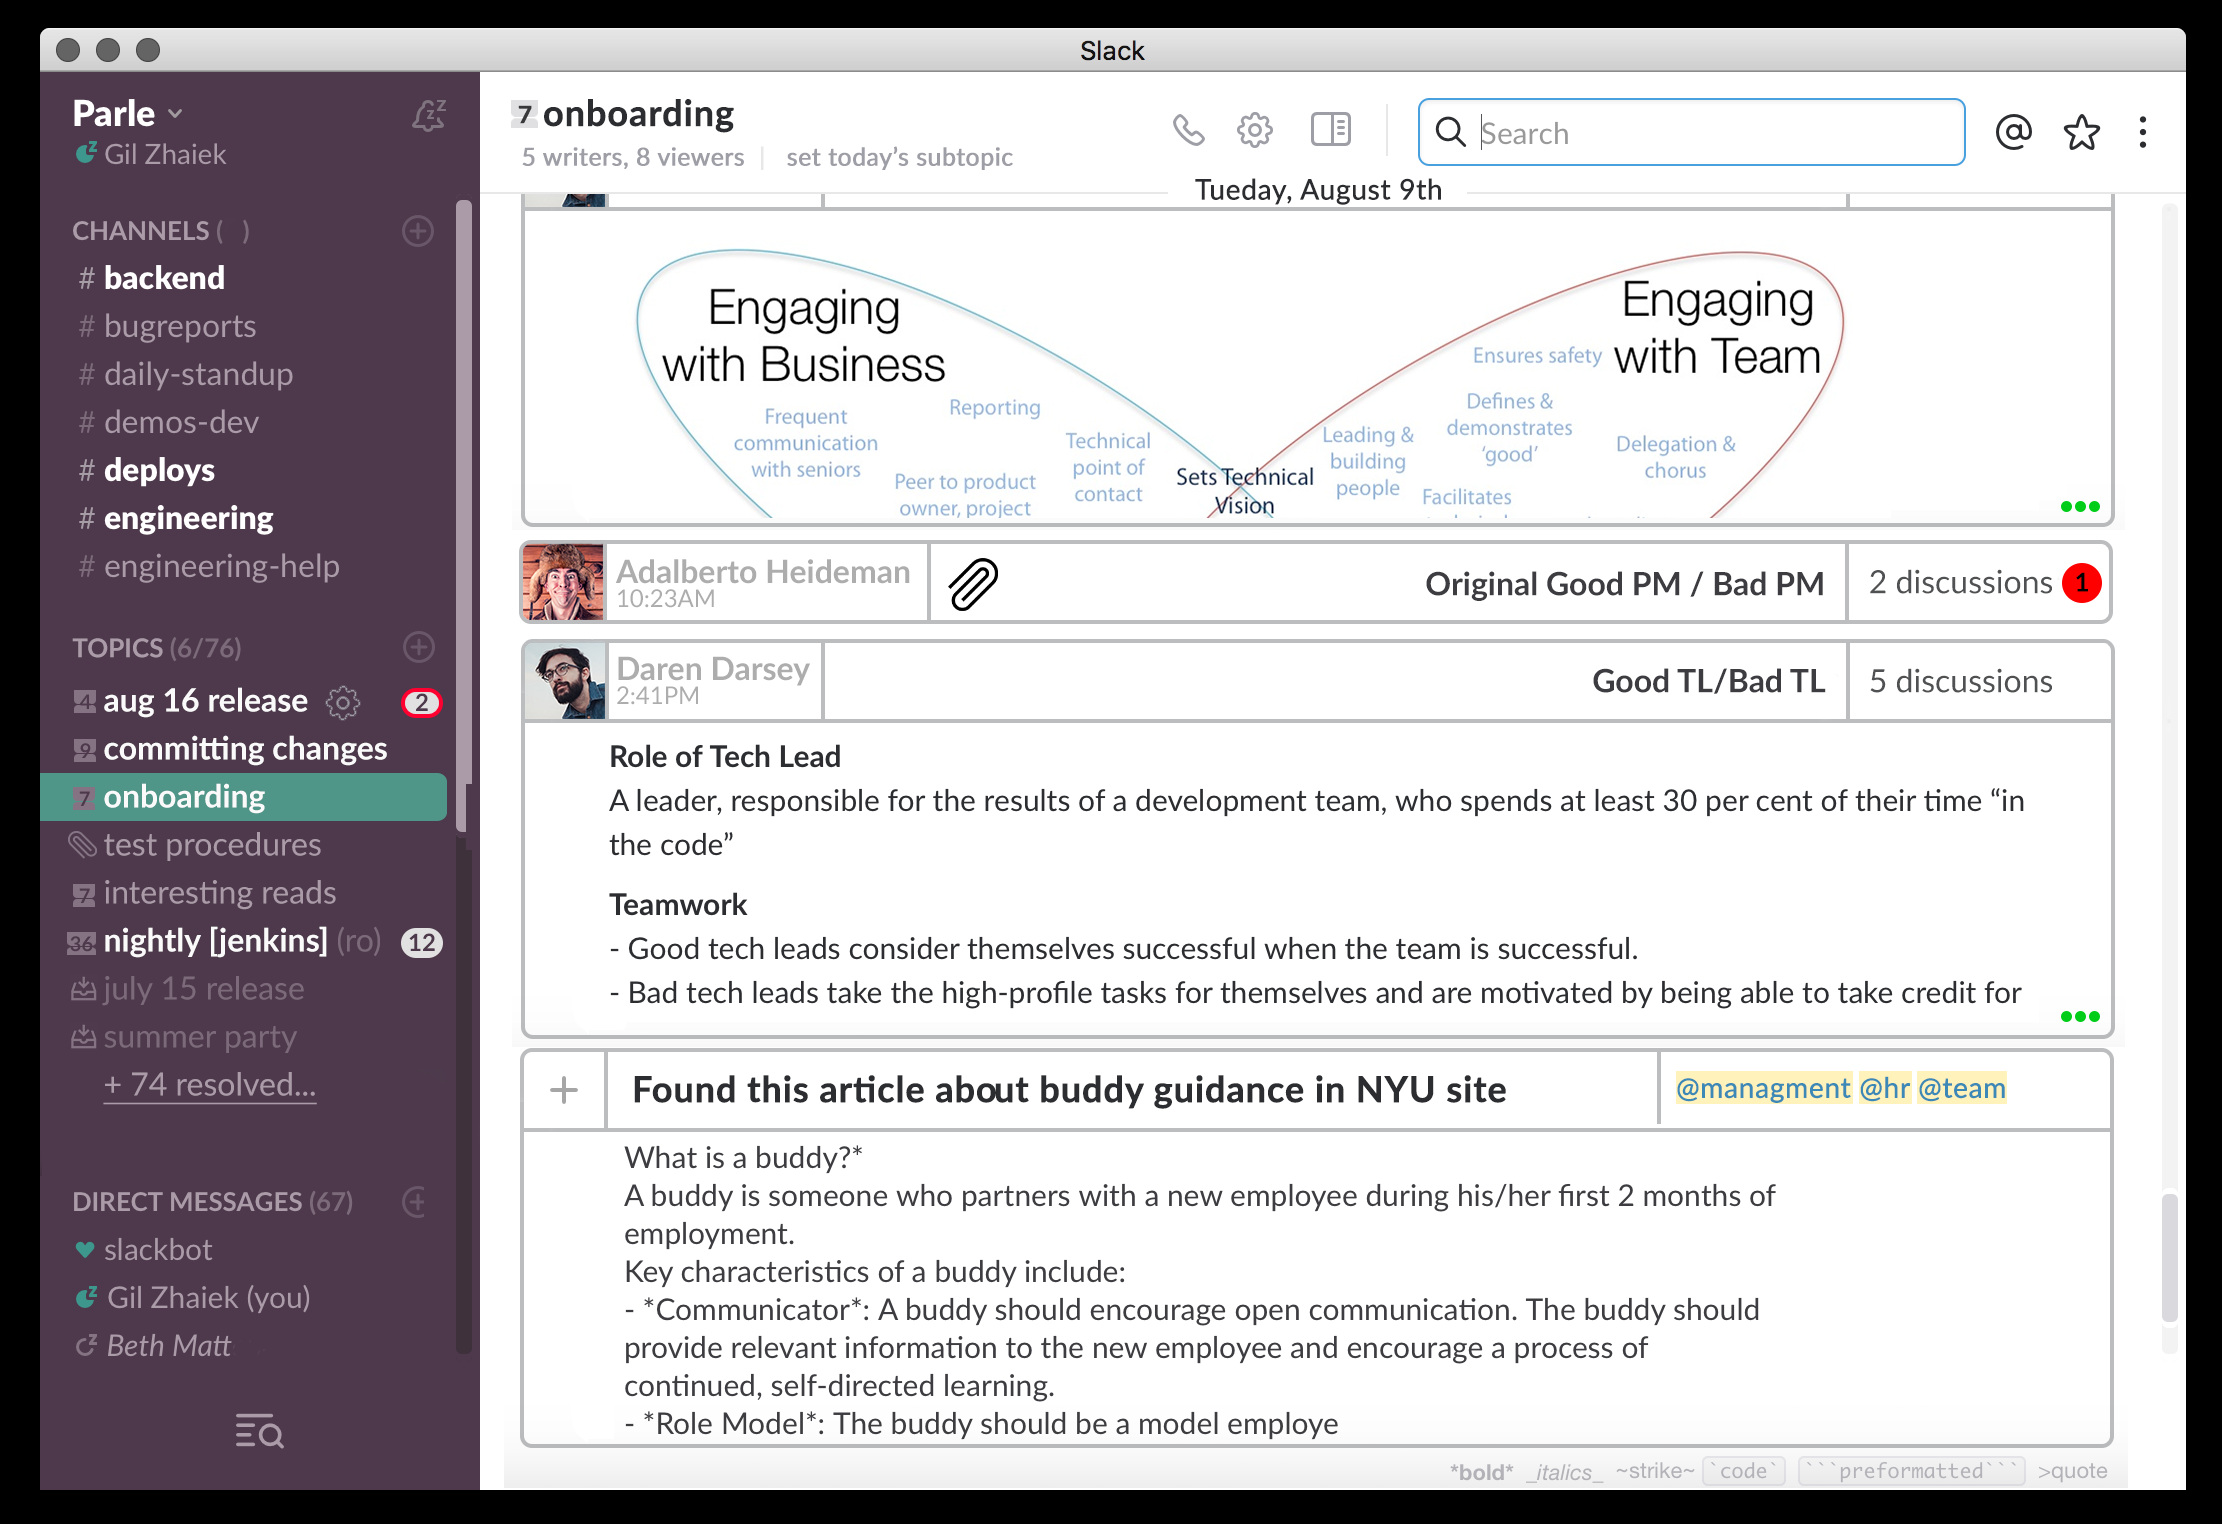 Slack
Parle
Gil Zhaiek
CHANNELS ( )
# backend
# bugreports
# daily-standup
# demos-dev
# deploys
# engineering
# engineering-help
TOPICS (6/76)
4 aug 16 release 2
9 committing changes
7 onboarding
test procedures
7 interesting reads
36 nightly [jenkins] (ro) 12
july 15 release
summer party
+ 74 resolved...
DIRECT MESSAGES (67)
slackbot
Gil Zhaiek (you)
Beth Matt
7 onboarding
5 writers, 8 viewers | set today’s subtopic
Search
Tueday, August 9th
Engaging
with Business
Frequent
communication
with seniors
Reporting
Peer to product
owner, project
Technical
point of
contact
Sets Technical
Vision
Engaging
with Team
Ensures safety
Defines &
demonstrates
‘good’
Leading &
building
people
Delegation &
chorus
Facilitates
Adalberto Heideman
10:23AM
Original Good PM / Bad PM
2 discussions 1
Daren Darsey
2:41PM
Good TL/Bad TL
5 discussions
Role of Tech Lead
A leader, responsible for the results of a development team, who spends at least 30 per cent of their time “in
the code”
Teamwork
- Good tech leads consider themselves successful when the team is successful.
- Bad tech leads take the high-profile tasks for themselves and are motivated by being able to take credit for
+ Found this article about buddy guidance in NYU site
@managment @hr @team
What is a buddy?*
A buddy is someone who partners with a new employee during his/her first 2 months of
employment.
Key characteristics of a buddy include:
- *Communicator*: A buddy should encourage open communication. The buddy should
provide relevant information to the new employee and encourage a process of
continued, self-directed learning.
- *Role Model*: The buddy should be a model employe
*bold* _italics_ ~strike~ `code` ```preformatted``` >quote